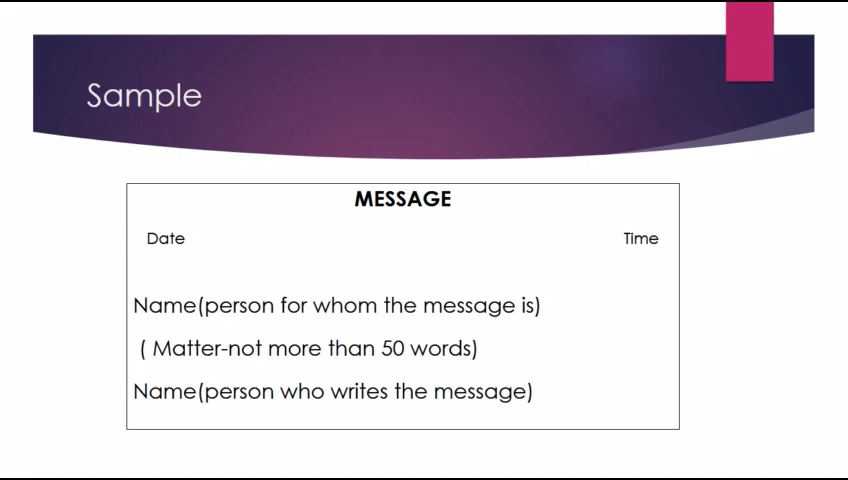 Sample
MESSAGE
Date Time
Name(person for whom the message is)
( Matter-not more than 50 words)
Name(person who writes the message)